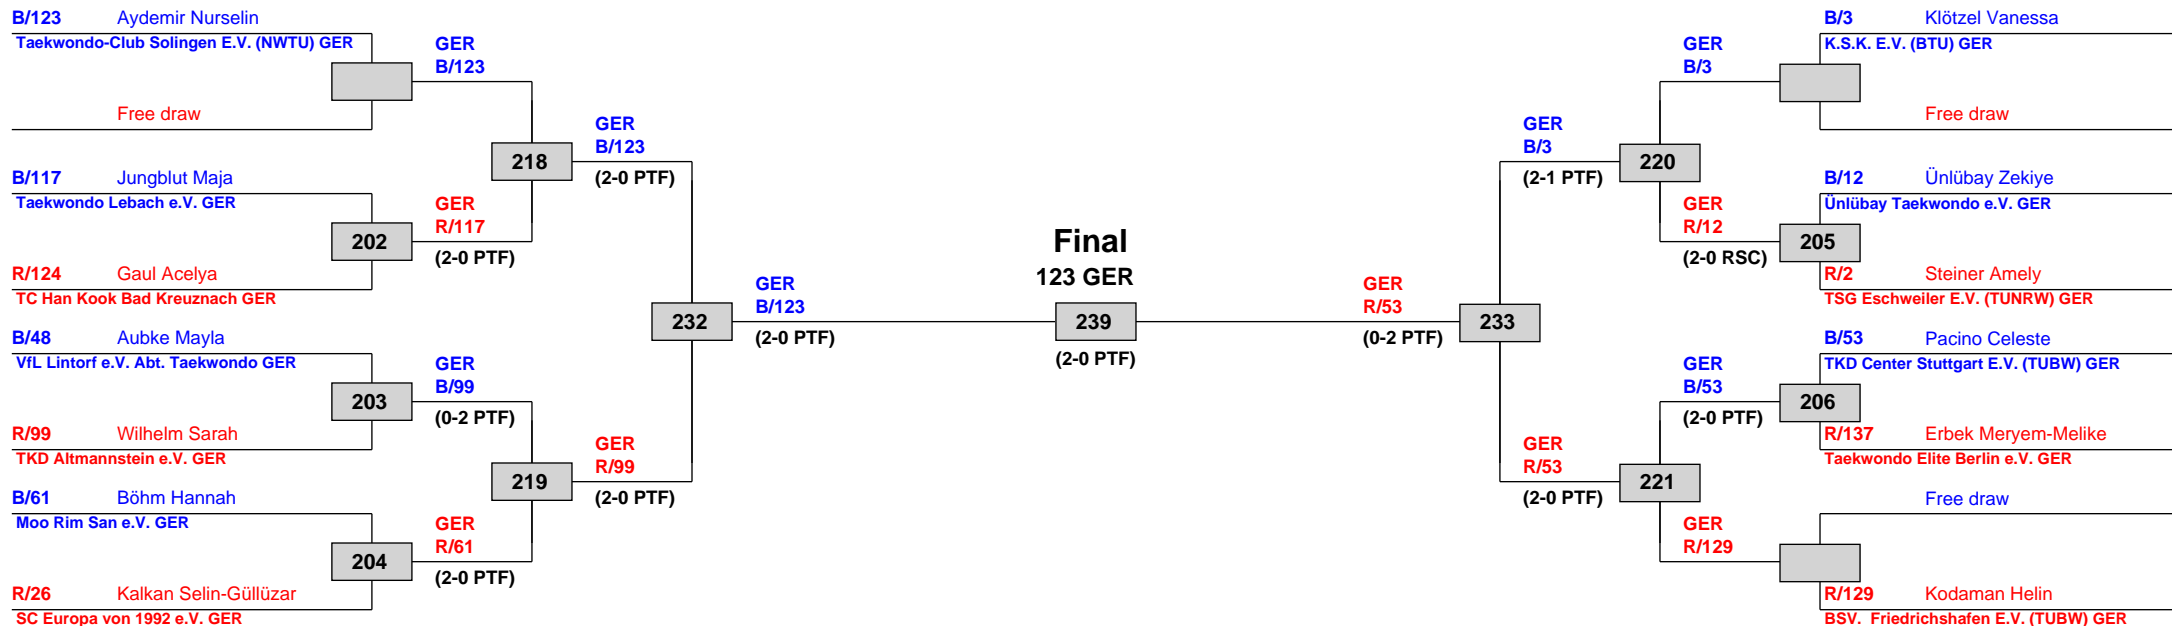 B/123 Aydemir Nurselin
Taekwondo-Club Solingen E.V. (NWTU) GER
Free draw
B/117 Jungblut Maja
Taekwondo Lebach e.V. GER
R/124 Gaul Acelya
TC Han Kook Bad Kreuznach GER
B/48 Aubke Mayla
VfL Lintorf e.V. Abt. Taekwondo GER
R/99 Wilhelm Sarah
TKD Altmannstein e.V. GER
B/61 Böhm Hannah
Moo Rim San e.V. GER
R/26 Kalkan Selin-Güllüzar
SC Europa von 1992 e.V. GER
GER
B/123
202
GER
R/117
(2-0 PTF)
203
GER
B/99
(0-2 PTF)
204
GER
R/61
(2-0 PTF)
218
GER
B/123
(2-0 PTF)
219
GER
R/99
(2-0 PTF)
232
GER
B/123
(2-0 PTF)
Final
123 GER
239
(2-0 PTF)
GER
R/53
(0-2 PTF)
233
GER
B/3
(2-1 PTF)
220
GER
R/53
(2-0 PTF)
221
GER
B/3
GER
R/12
(2-0 RSC)
205
GER
B/53
(2-0 PTF)
206
GER
R/129
B/3 Klötzel Vanessa
K.S.K. E.V. (BTU) GER
Free draw
B/12 Ünlübay Zekiye
Ünlübay Taekwondo e.V. GER
R/2 Steiner Amely
TSG Eschweiler E.V. (TUNRW) GER
B/53 Pacino Celeste
TKD Center Stuttgart E.V. (TUBW) GER
R/137 Erbek Meryem-Melike
Taekwondo Elite Berlin e.V. GER
Free draw
R/129 Kodaman Helin
BSV. Friedrichshafen E.V. (TUBW) GER